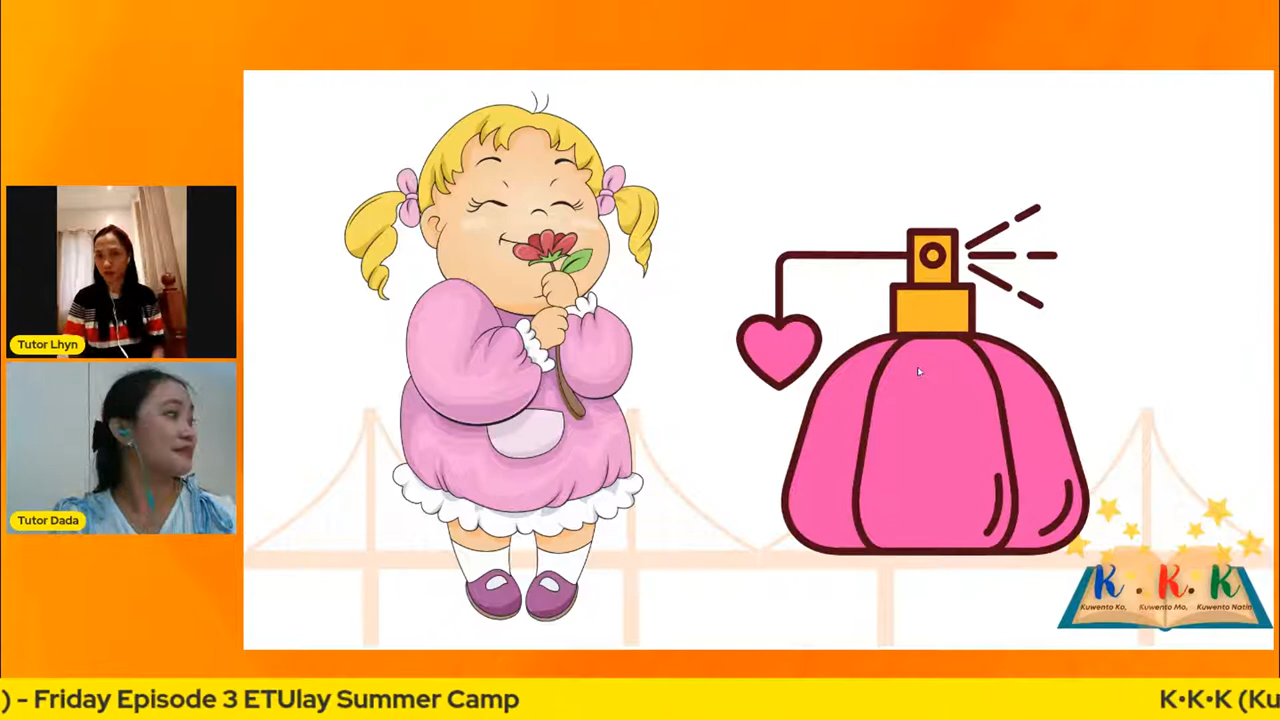 Tutor Lhyn
Tutor Dada
K.K.K
Kuwento Ko, Kuwento Mo, Kuwento Natin
) - Friday Episode 3 ETUlay Summer Camp
K•K•K (Ku